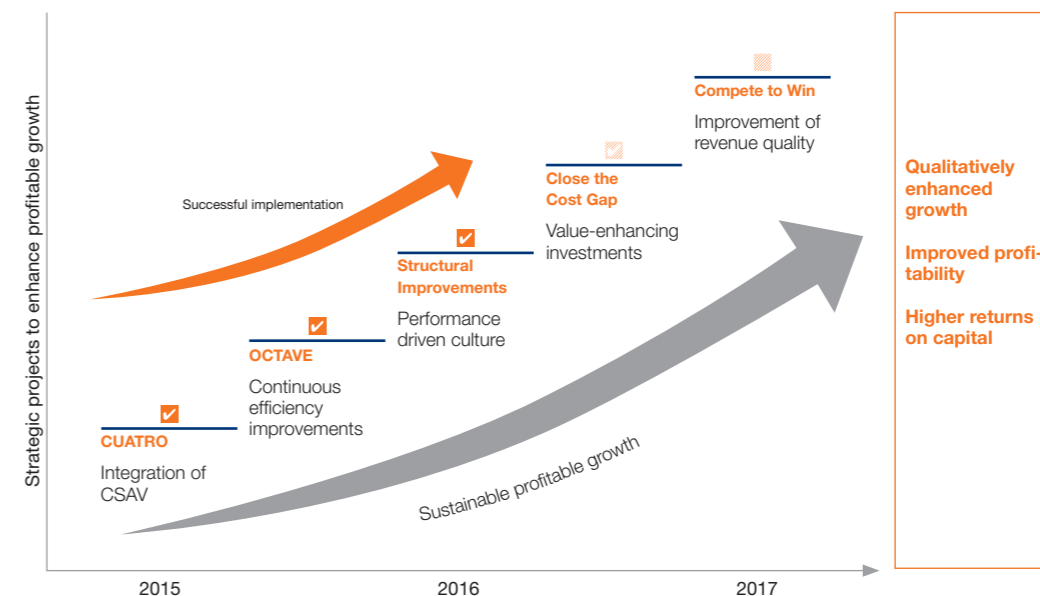 Strategic projects to enhance profitable growth
Compete to Win
Improvement of
revenue quality
Close the
Cost Gap
Value-enhancing
investments
Successful implementation
Structural
Improvements
Performance
driven culture
OCTAVE
Continuous
efficiency
improvements
CUATRO
Integration of
CSAV
Sustainable profitable growth
2015
2016
2017
Qualitatively
enhanced
growth
Improved profi-
tability
Higher returns
on capital